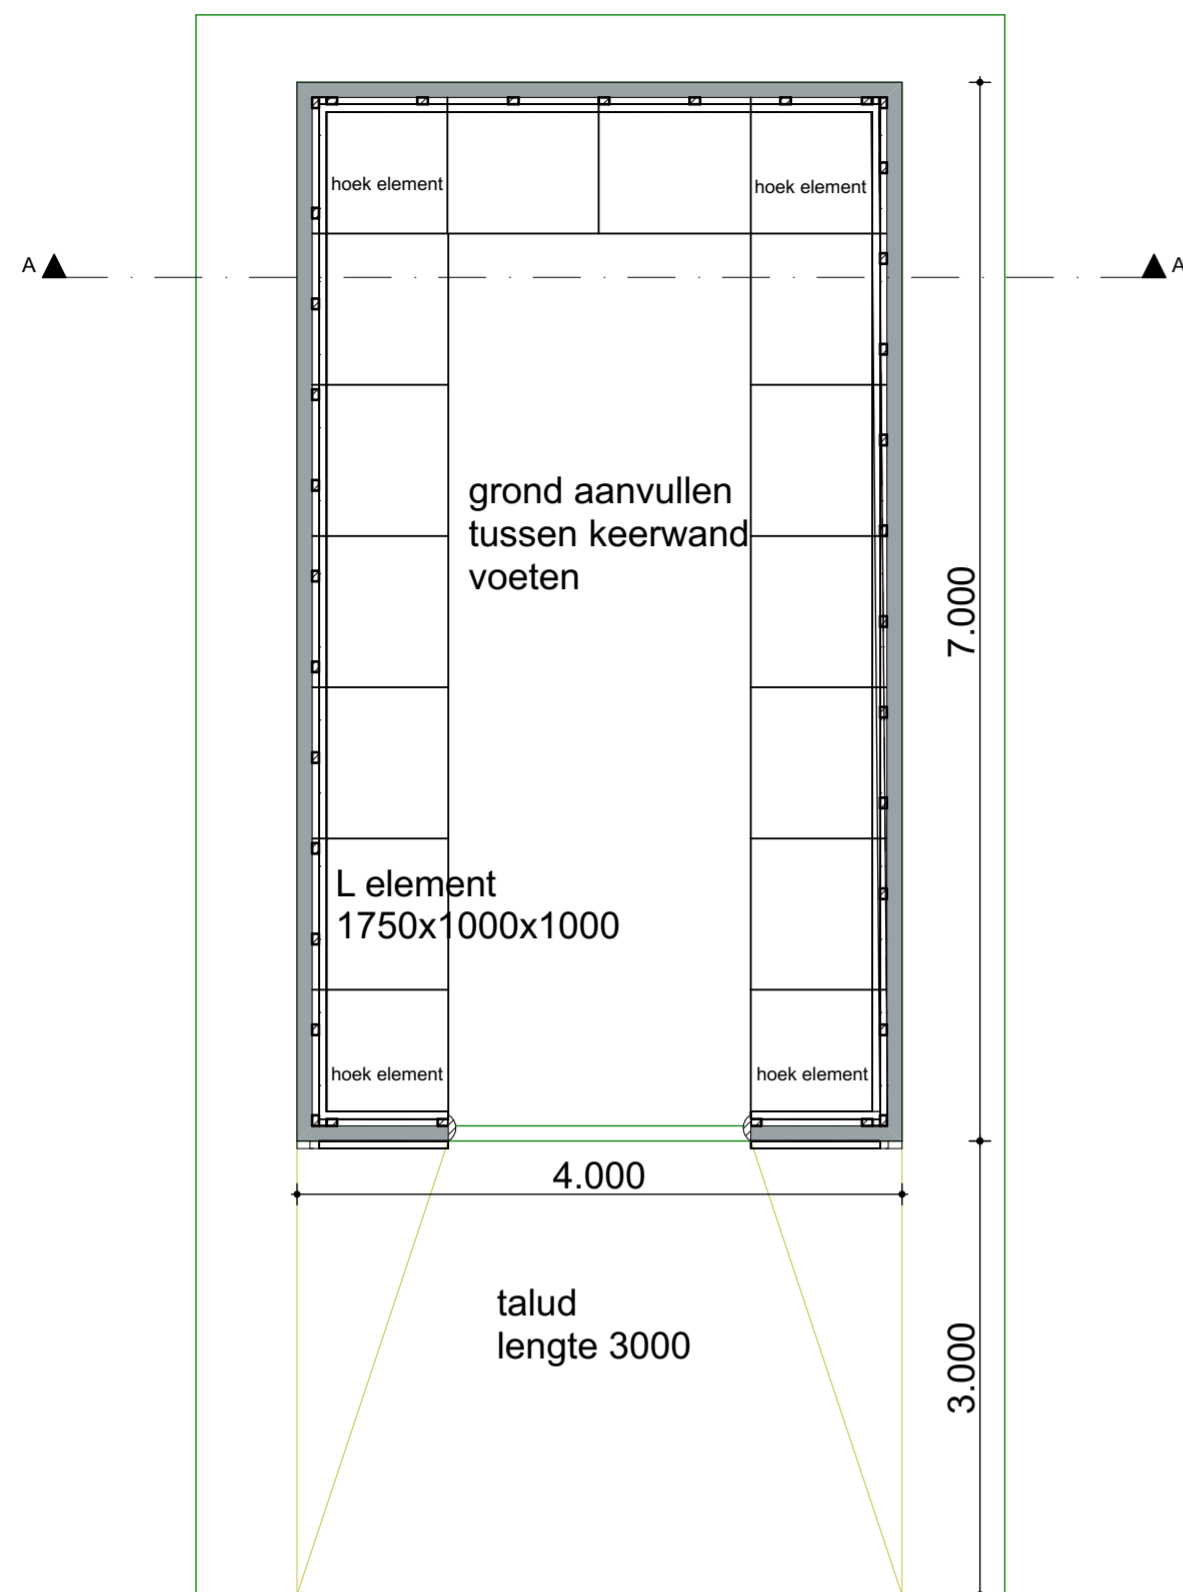 hoek element
hoek element
A
A
grond aanvullen
tussen keerwand
voeten
7.000
L element
1750x1000x1000
hoek element
hoek element
4.000
talud
lengte 3000
3.000